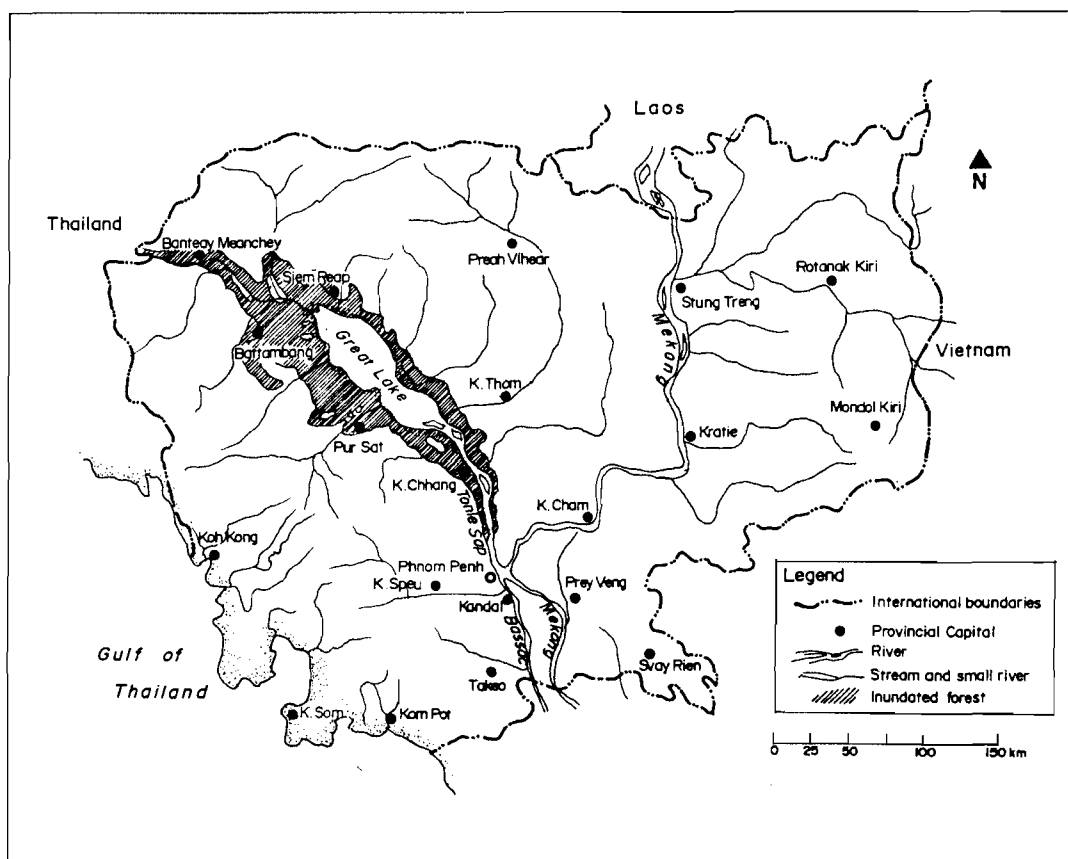 Laos
N
Thailand
Banteay Meanchey
Siem Reap
Preah Vihear
Rotanak Kiri
Stung Treng
Battambang
Great Lake
Mekong
Vietnam
K. Thom
Mondol Kiri
Pur Sat
Kratie
K. Chhang
Tonle Sap
K. Cham
Koh Kong
Phnom Penh
K. Speu
Kandal
Prey Veng
Bassac
Mekong
Svay Rien
Takeo
Gulf of
Thailand
K. Som
Kom Pot
Legend
International boundaries
Provincial Capital
River
Stream and small river
Inundated forest
0 25 50 100 150 km